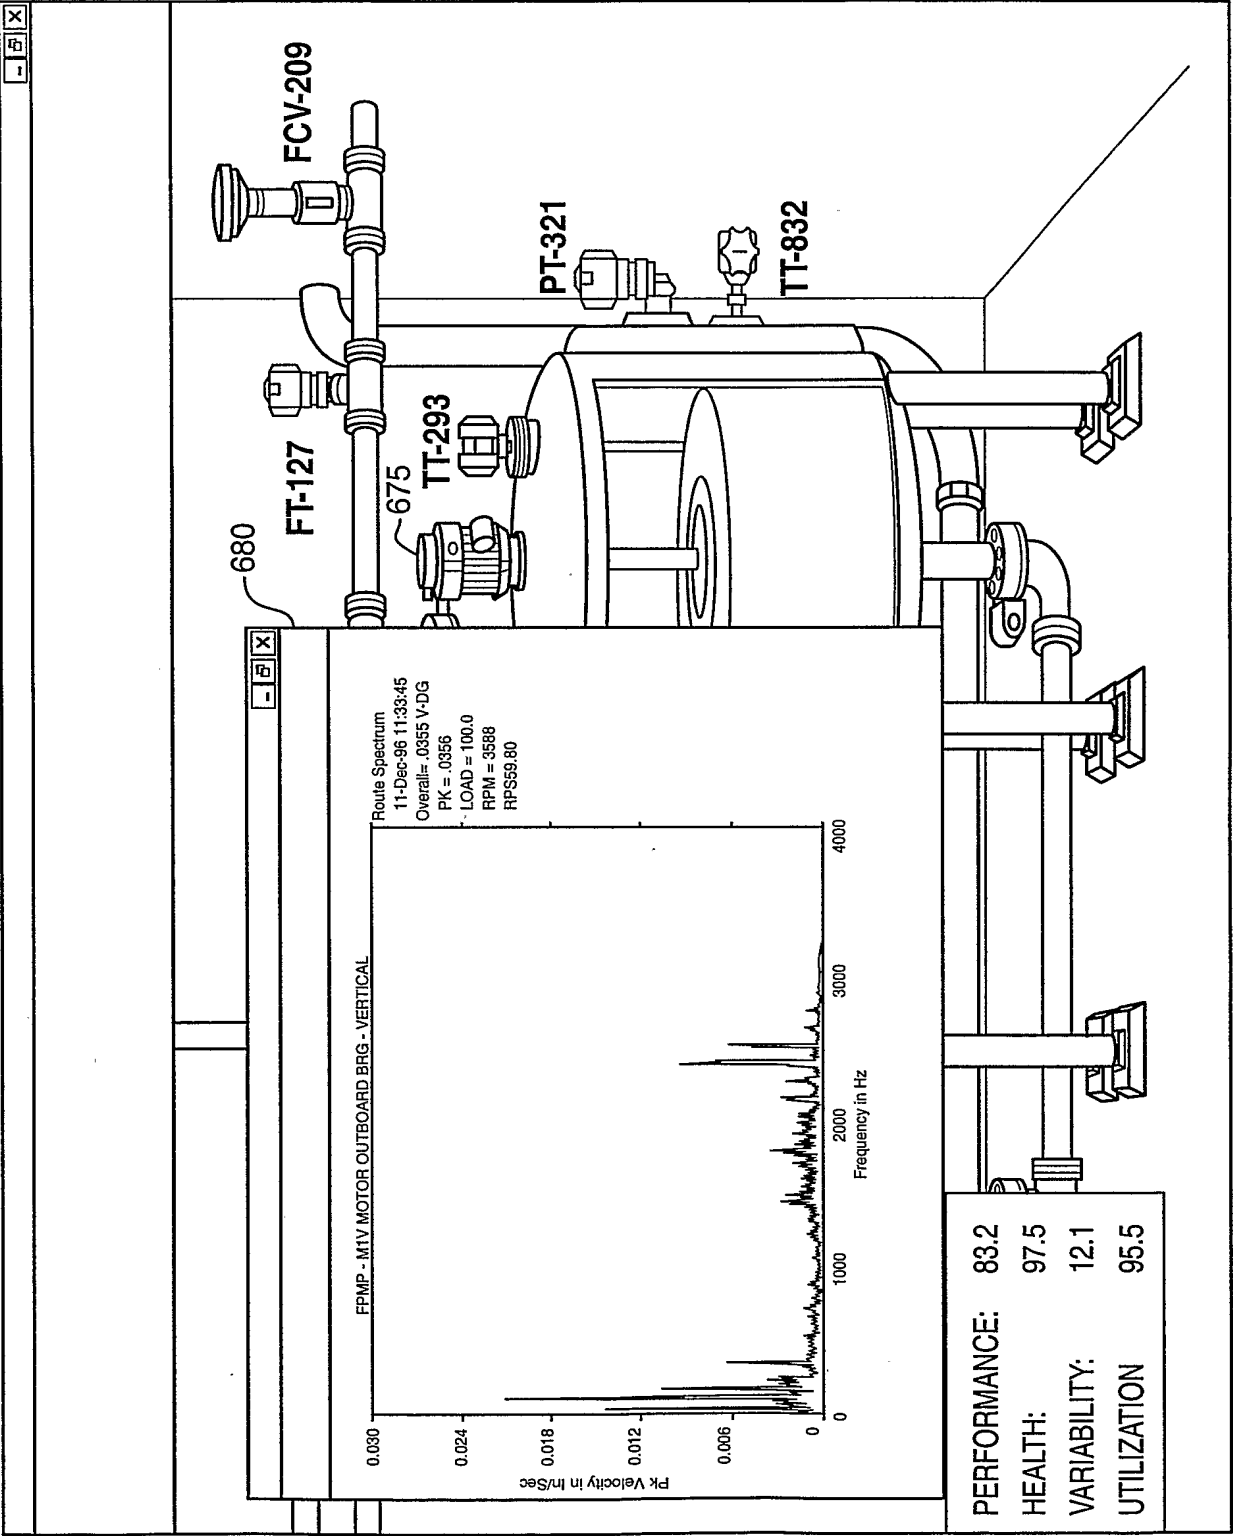 FCV-209
FT-127
PT-321
TT-293
TT-832
675
680
FPMP - M1V MOTOR OUTBOARD BRG - VERTICAL
Route Spectrum
11-Dec-96 11:33:45
Overall= .0355 V-DG
PK = .0356
LOAD = 100.0
RPM = 3588
RPS59.80
Pk Velocity in In/Sec
0.030
0.024
0.018
0.012
0.006
0
0 1000 2000 3000 4000
Frequency in Hz
PERFORMANCE: 83.2
HEALTH: 97.5
VARIABILITY: 12.1
UTILIZATION 95.5